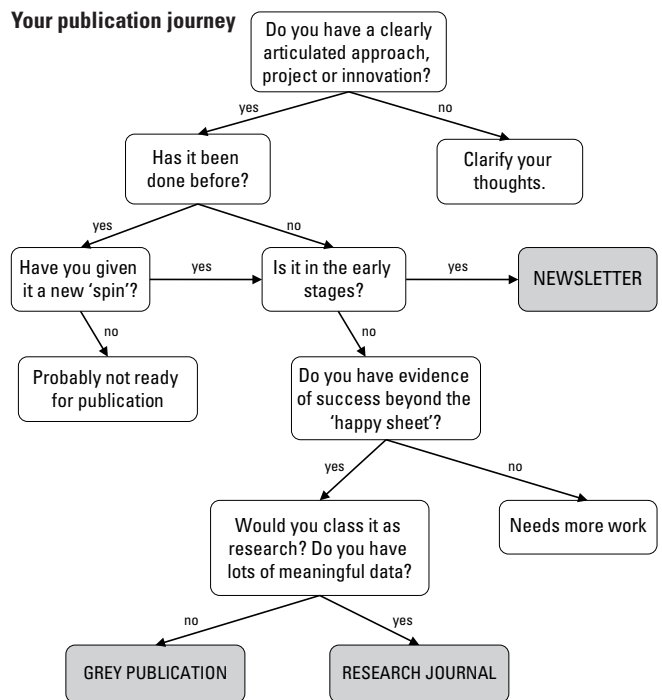 Your publication journey
Do you have a clearly
articulated approach,
project or innovation?
yes
no
Has it been
done before?
Clarify your
thoughts.
yes
no
Have you given
it a new ‘spin’?
yes
Is it in the early
stages?
yes
NEWSLETTER
no
no
Probably not ready
for publication
Do you have evidence
of success beyond the
‘happy sheet’?
yes
no
Would you class it as
research? Do you have
lots of meaningful data?
Needs more work
no
yes
GREY PUBLICATION
RESEARCH JOURNAL